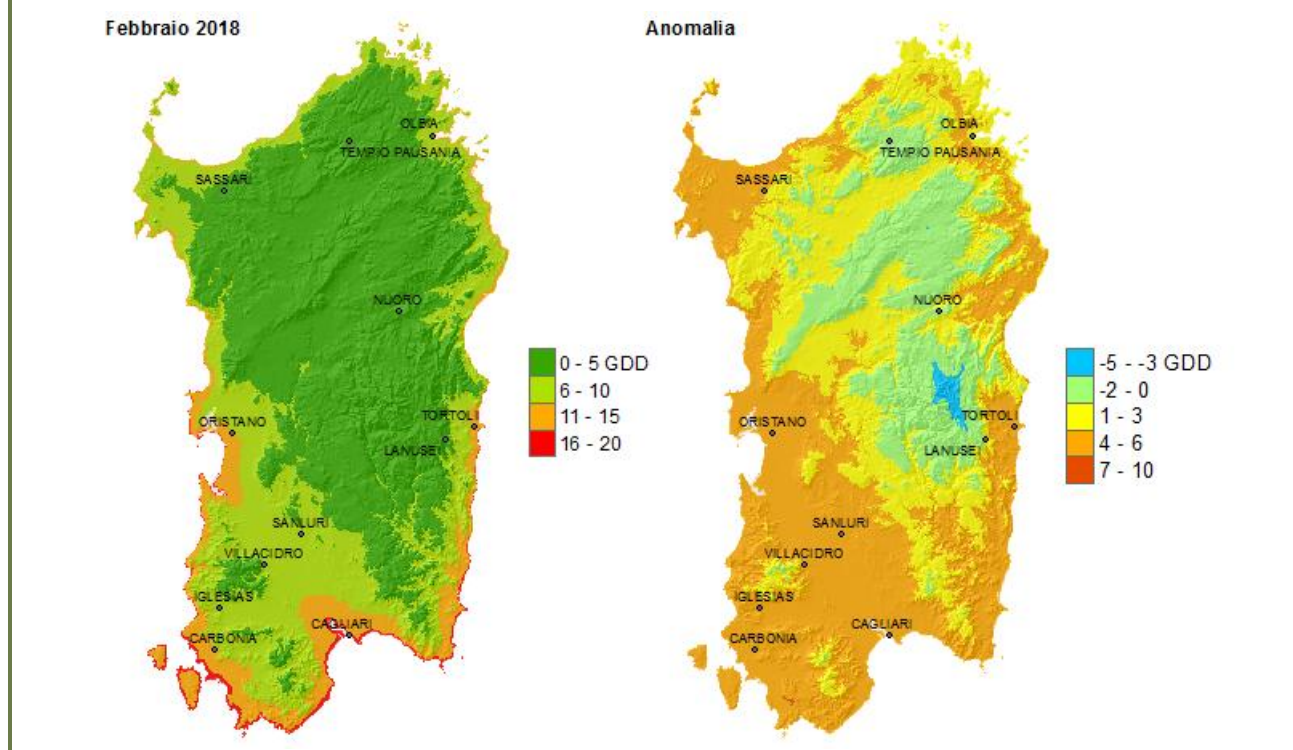 Febbraio 2018
OLBIA
TEMPIO PAUSANIA
SASSARI
NUORO
ORISTANO
TORTOLI
LANUSEI
SANLURI
VILLACIDRO
IGLESIAS
CAGLIARI
CARBONIA
0 - 5 GDD
6 - 10
11 - 15
16 - 20
Anomalia
OLBIA
TEMPIO PAUSANIA
SASSARI
NUORO
ORISTANO
TORTOLI
LANUSEI
SANLURI
VILLACIDRO
IGLESIAS
CAGLIARI
CARBONIA
-5 - -3 GDD
-2 - 0
1 - 3
4 - 6
7 - 10